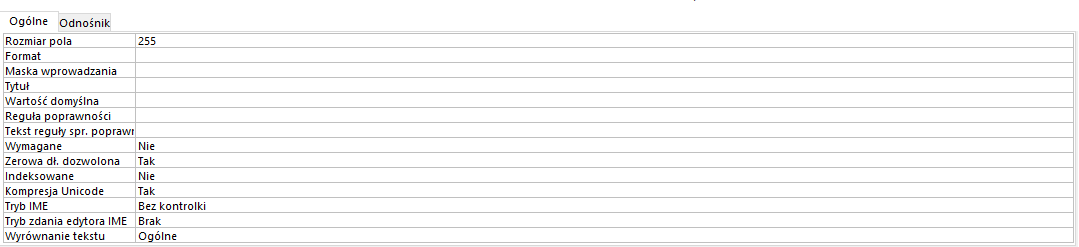 Ogólne Odnośnik
Rozmiar pola 255
Format
Maska wprowadzania
Tytuł
Wartość domyślna
Reguła poprawności
Tekst reguły spr. poprawn
Wymagane Nie
Zerowa dł. dozwolona Tak
Indeksowane Nie
Kompresja Unicode Tak
Tryb IME Bez kontrolki
Tryb zdania edytora IME Brak
Wyrównanie tekstu Ogólne